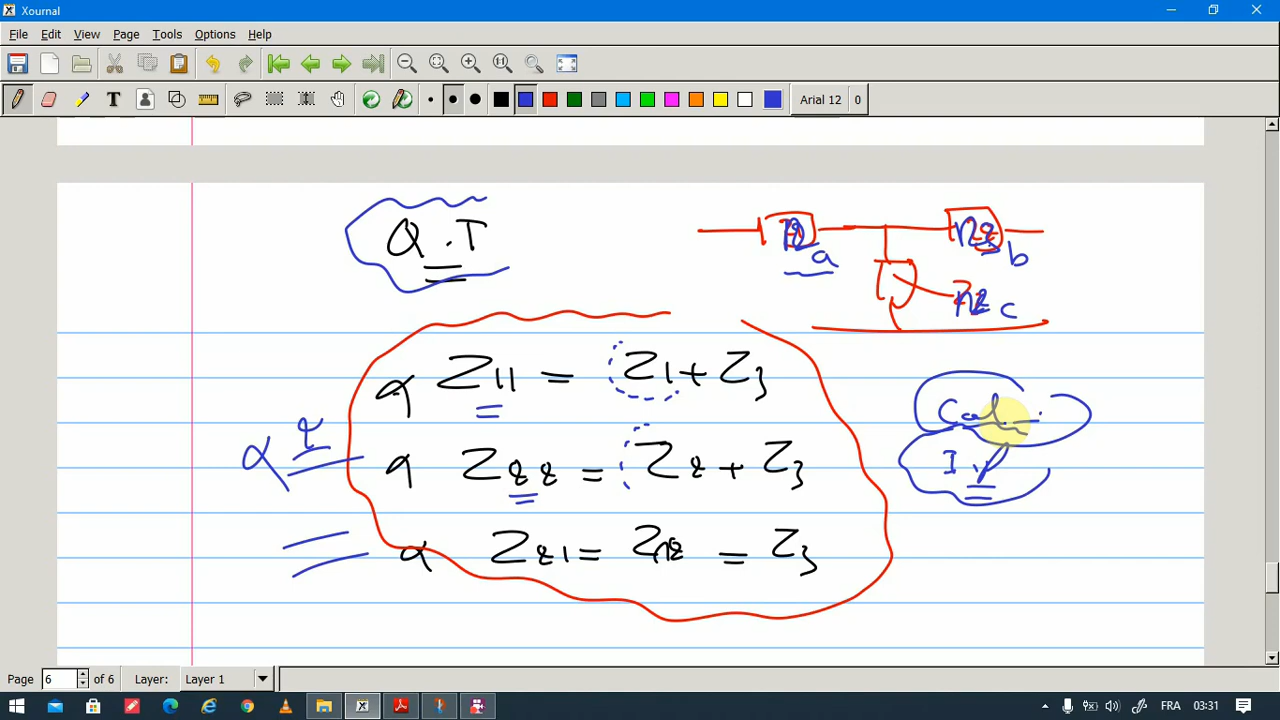 Xournal
File Edit View Page Tools Options Help
Arial 12 0
Q.T
a
b
c
α Z11 = Z1 + Z3
α Z22 = Z2 + Z3
α Z21 = Z12 = Z3
Page 6 of 6 Layer: Layer 1
FRA 03:31